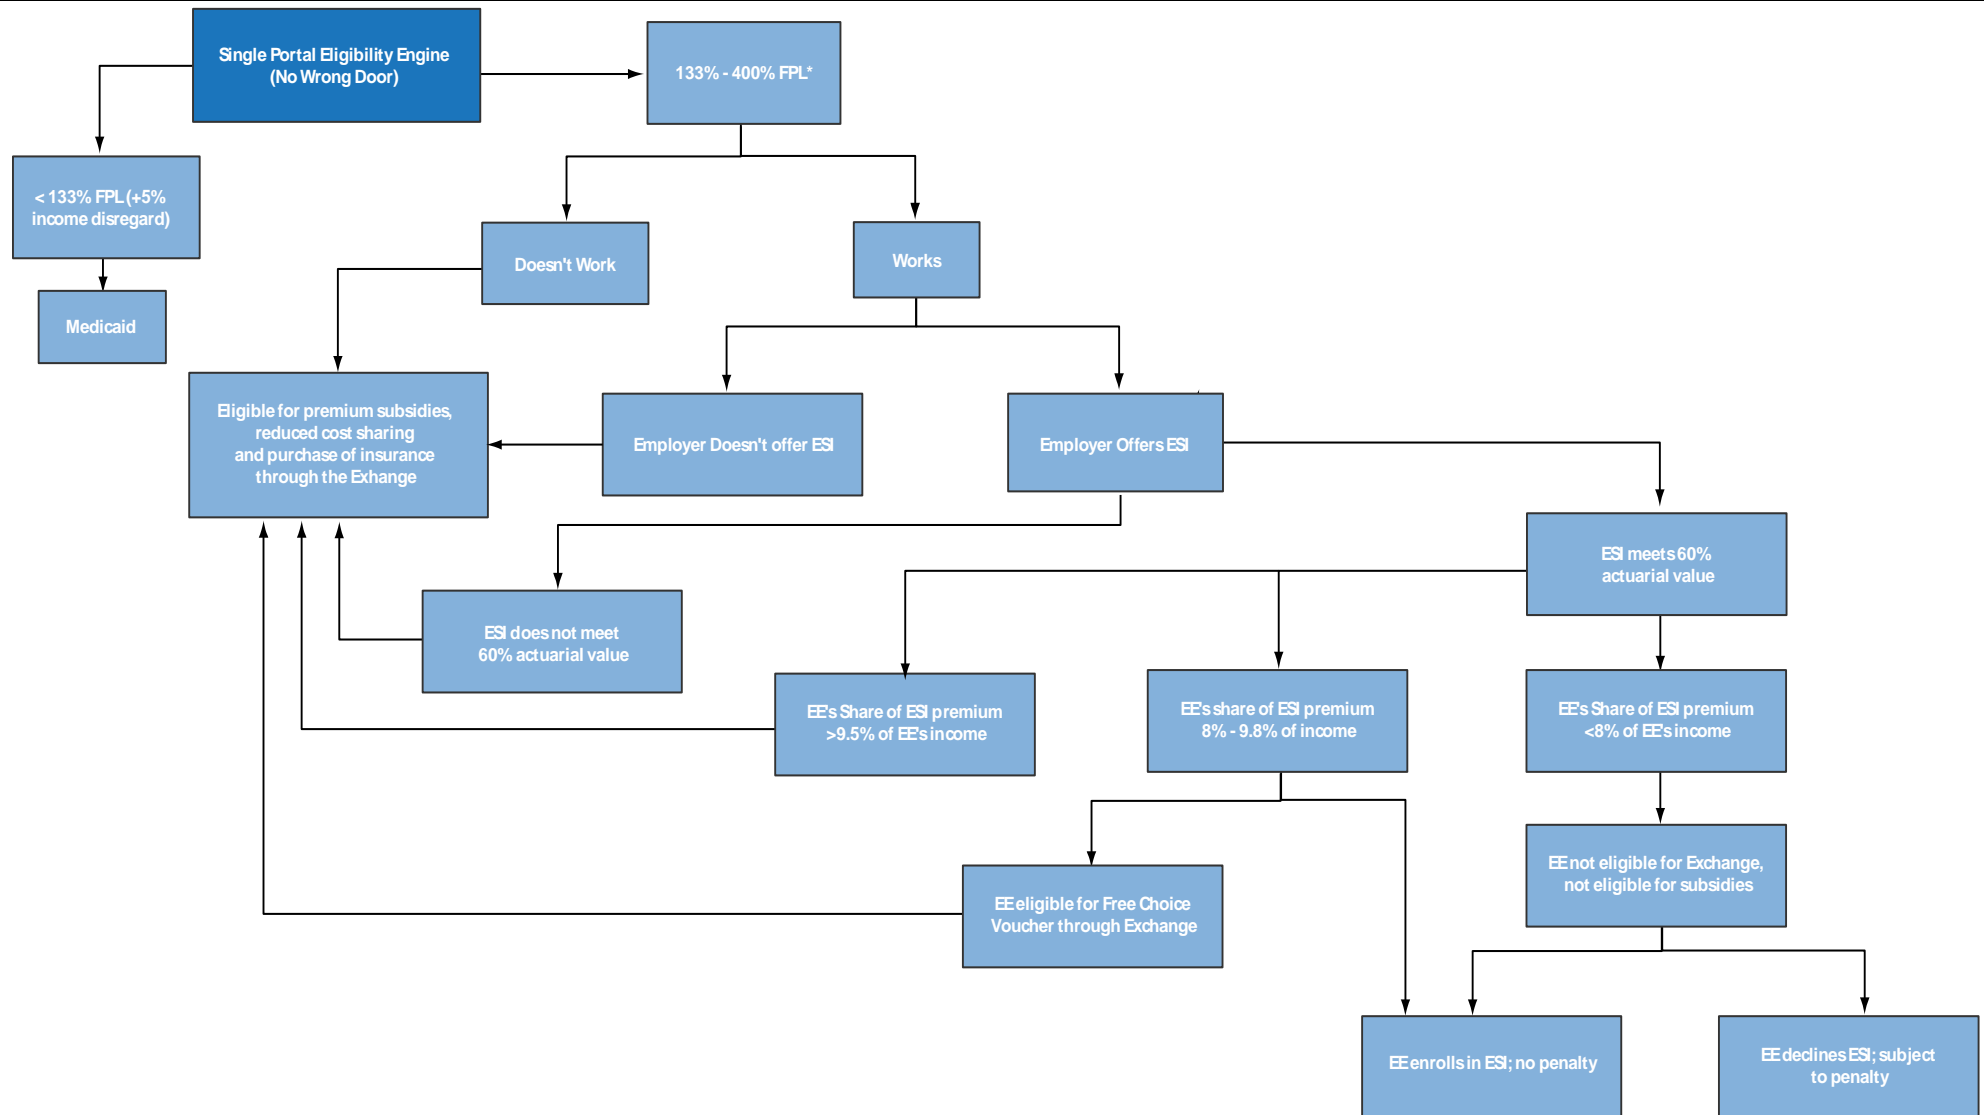 Single Portal Eligibility Engine
(No Wrong Door)
133% - 400% FPL*
< 133% FPL (+5%
income disregard)
Doesn't Work
Works
Medicaid
Eligible for premium subsidies,
reduced cost sharing
and purchase of insurance
through the Exhange
Employer Doesn't offer ESI
Employer Offers ESI
ESI meets 60%
actuarial value
ESI does not meet
60% actuarial value
EE's Share of ESI premium
>9.5% of EE's income
EE's share of ESI premium
8% - 9.8% of income
EE's Share of ESI premium
<8% of EE's income
EE eligible for Free Choice
Voucher through Exchange
EE not eligible for Exchange,
not eligible for subsidies
EE enrolls in ESI; no penalty
EE declines ESI; subject
to penalty